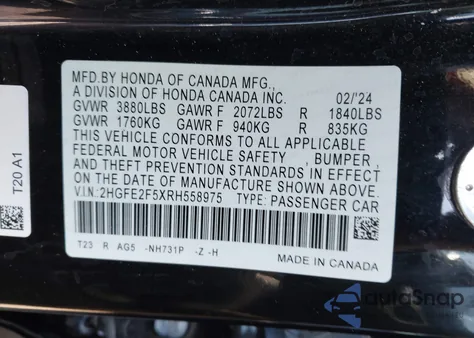 MFD.BY HONDA OF CANADA MFG.,
A DIVISION OF HONDA CANADA INC. 02/'24
GVWR 3880LBS GAWR F 2072LBS R 1840LBS
GVWR 1760KG GAWR F 940KG R 835KG
THIS VEHICLE CONFORMS TO ALL APPLICABLE
FEDERAL MOTOR VEHICLE SAFETY , BUMPER ,
AND THEFT PREVENTION STANDARDS IN EFFECT
ON THE DATE OF MANUFACTURE SHOWN ABOVE.
V.I.N:2HGFE2F5XRH558975 TYPE: PASSENGER CAR
T23 R AG5 -NH731P -Z -H
MADE IN CANADA
T20 A1
autoSnap